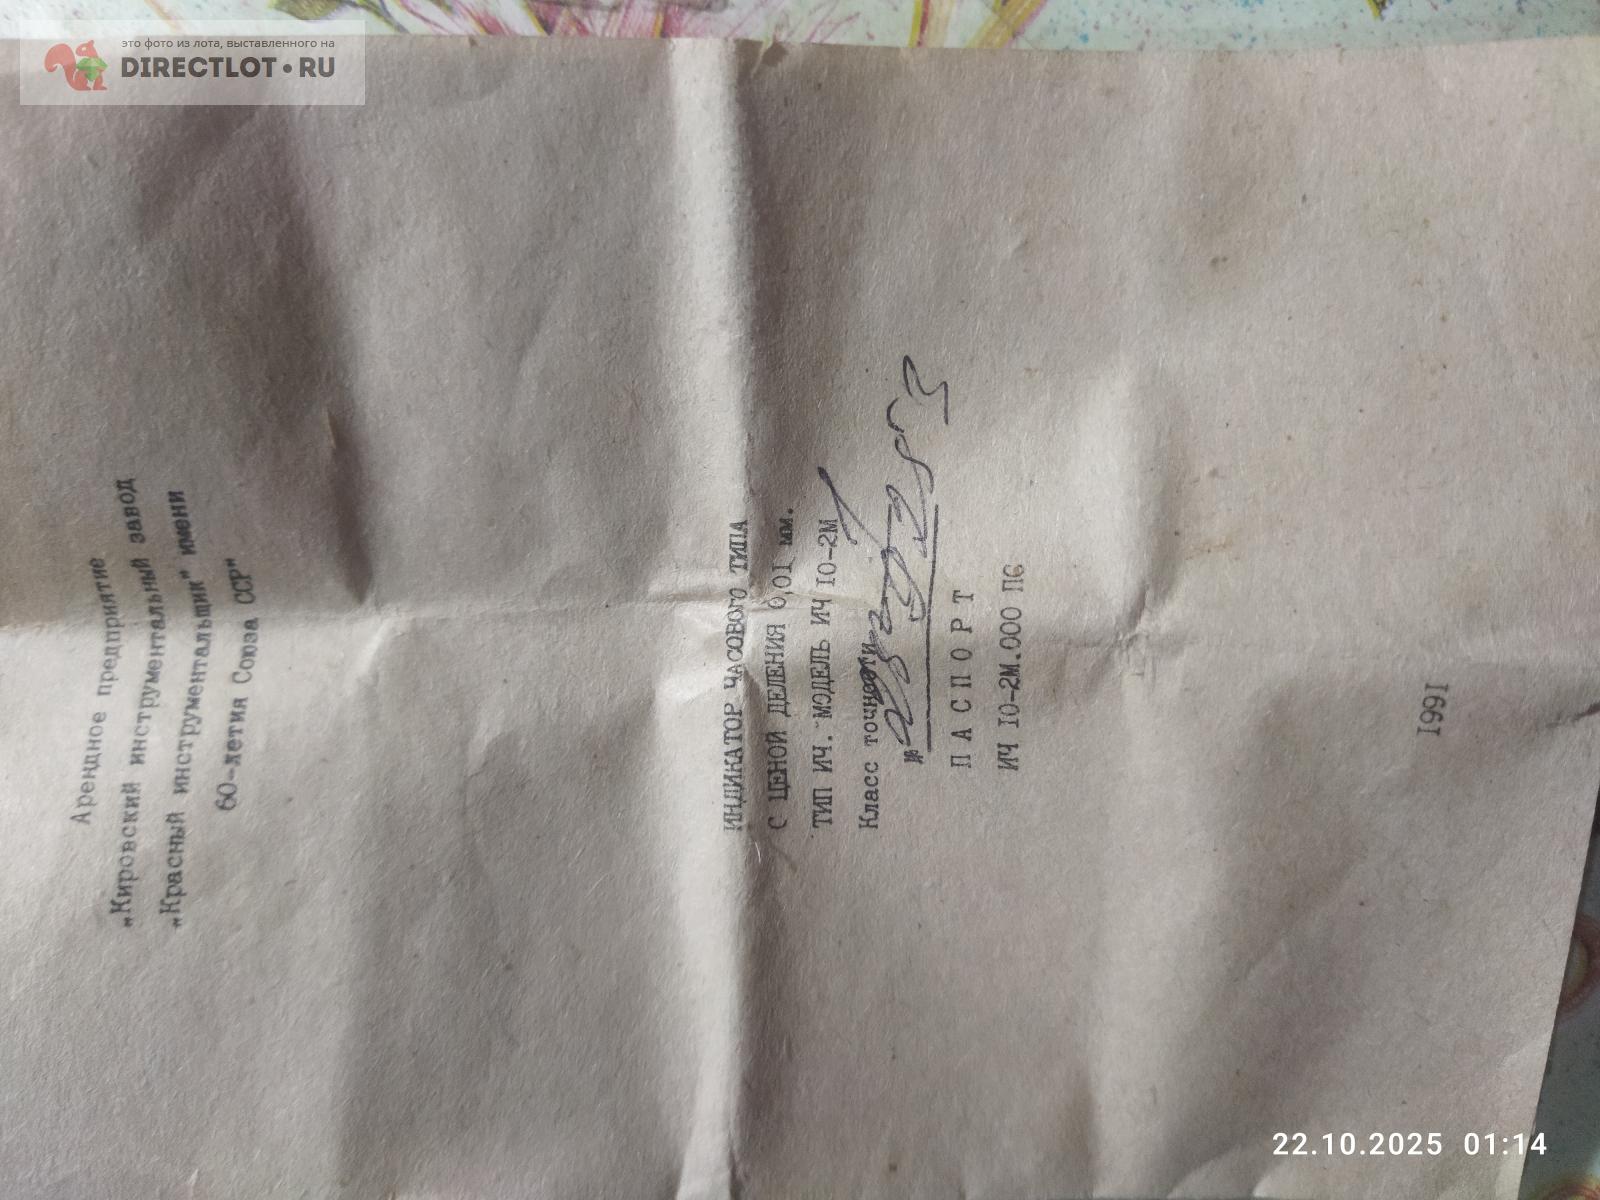 это фото из лота, выставленного на
DIRECTLOT•RU
Арендное предприятие
„Кировский инструментальный завод
„Красный инструментальщик" имени
60-летия Союза ССР"
ИНДИКАТОР ЧАСОВОГО ТИПА
С ЦЕНОЙ ДЕЛЕНИЯ 0,01 мм.
ТИП ИЧ. МОДЕЛЬ ИЧ 10-2М
Класс точности 1
№
ПАСПОРТ
ИЧ 10-2М.000 ПС
1991
22.10.2025 01:14